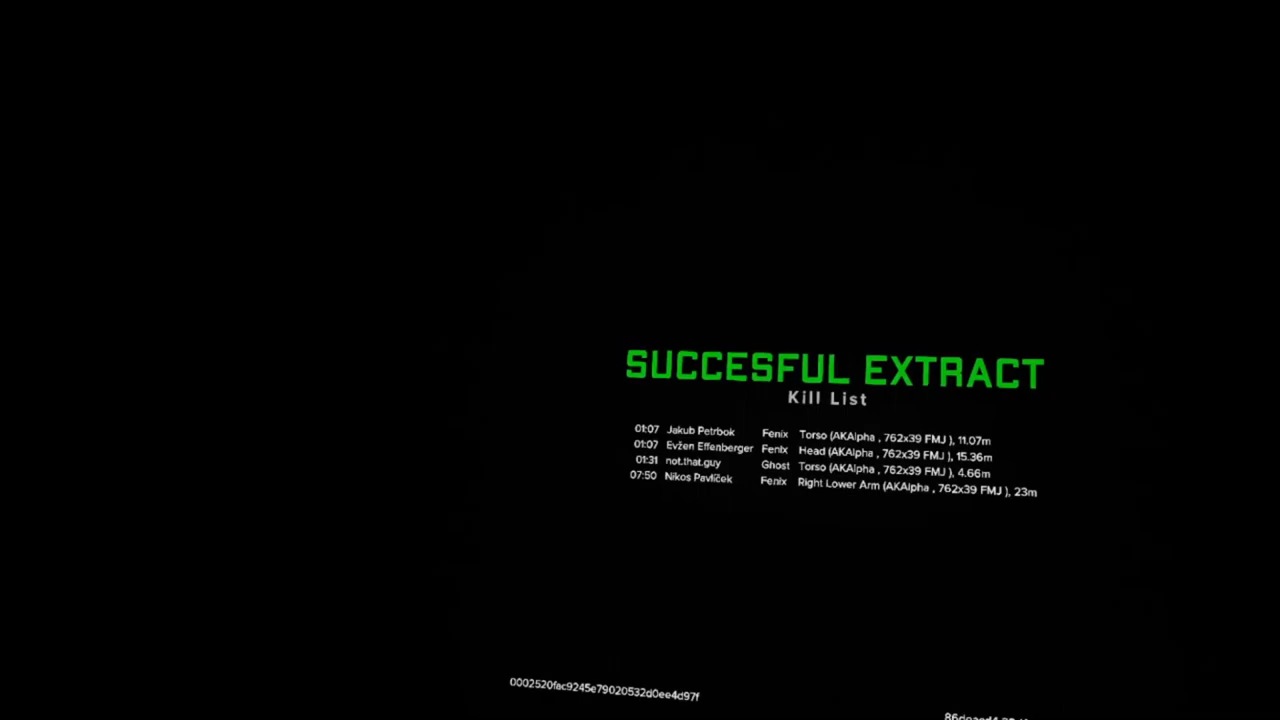 SUCCESFUL EXTRACT
Kill List
01:07 Jakub Petrbok Fenix Torso (AKAlpha , 762x39 FMJ ), 11.07m
01:07 Evžen Effenberger Fenix Head (AKAlpha , 762x39 FMJ ), 15.36m
01:31 not.that.guy Ghost Torso (AKAlpha , 762x39 FMJ ), 4.66m
07:50 Nikos Pavlíček Fenix Right Lower Arm (AKAlpha , 762x39 FMJ ), 23m
0002520fac9245e79020532d0ee4d97f